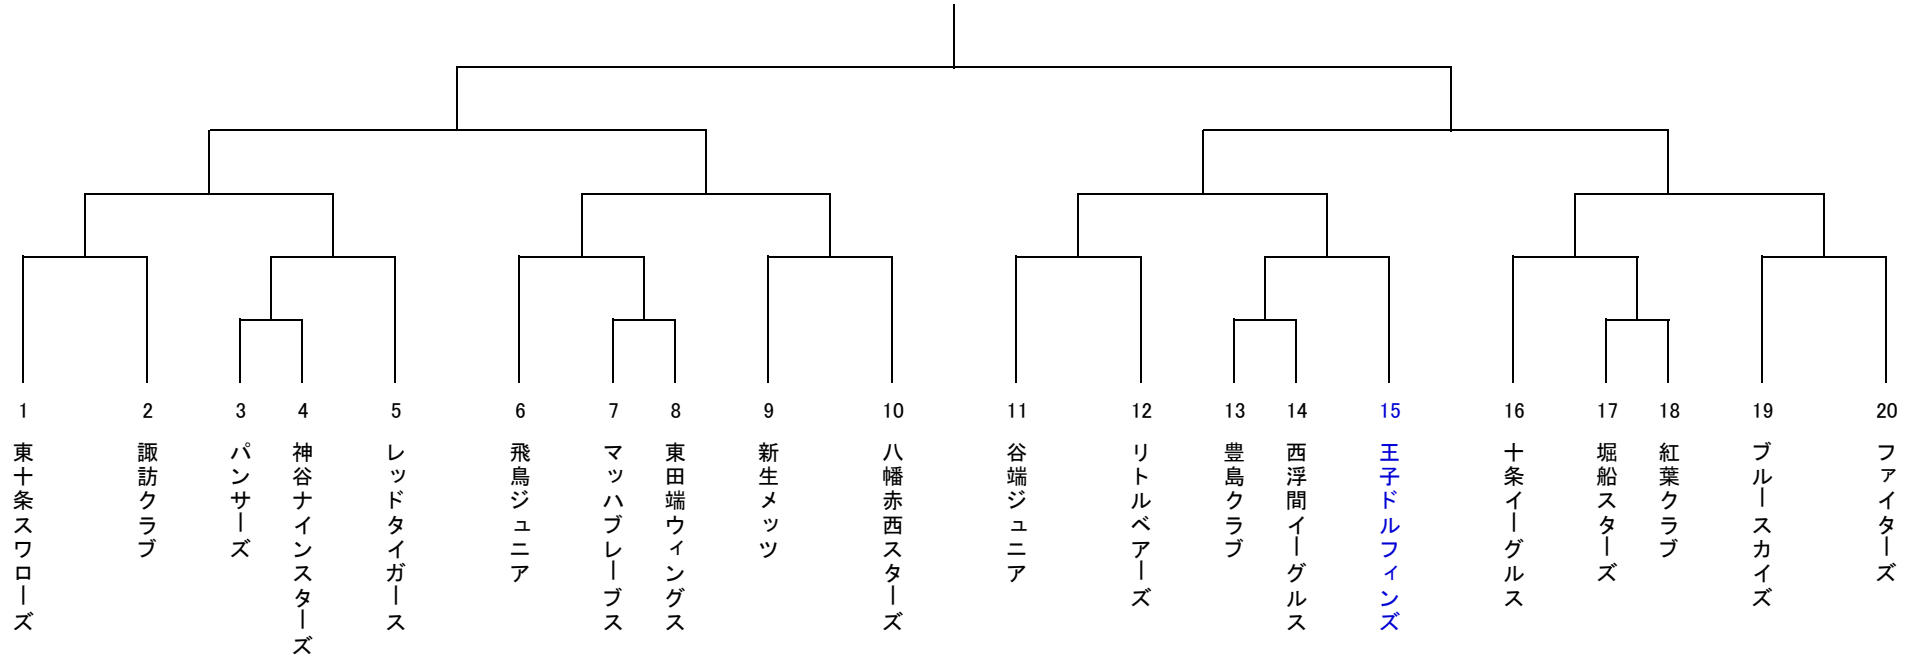 1 東十条スワローズ
2 諏訪クラブ
3 パンサーズ
4 神谷ナインスターズ
5 レッドタイガース
6 飛鳥ジュニア
7 マッハブレーブス
8 東田端ウィングス
9 新生メッツ
10 八幡赤西スターズ
11 谷端ジュニア
12 リトルベアーズ
13 豊島クラブ
14 西浮間イーグルス
15 王子ドルフィンズ
16 十条イーグルス
17 堀船スターズ
18 紅葉クラブ
19 ブルースカイズ
20 ファイターズ